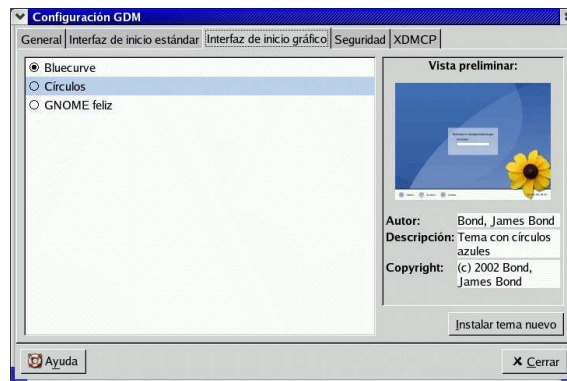 Configuración GDM
General Interfaz de inicio estándar Interfaz de inicio gráfico Seguridad XDMCP
Bluecurve
Círculos
GNOME feliz
Vista preliminar:
Autor: Bond, James Bond
Descripción: Tema con círculos
azules
Copyright: (c) 2002 Bond,
James Bond
Instalar tema nuevo
Ayuda
Cerrar